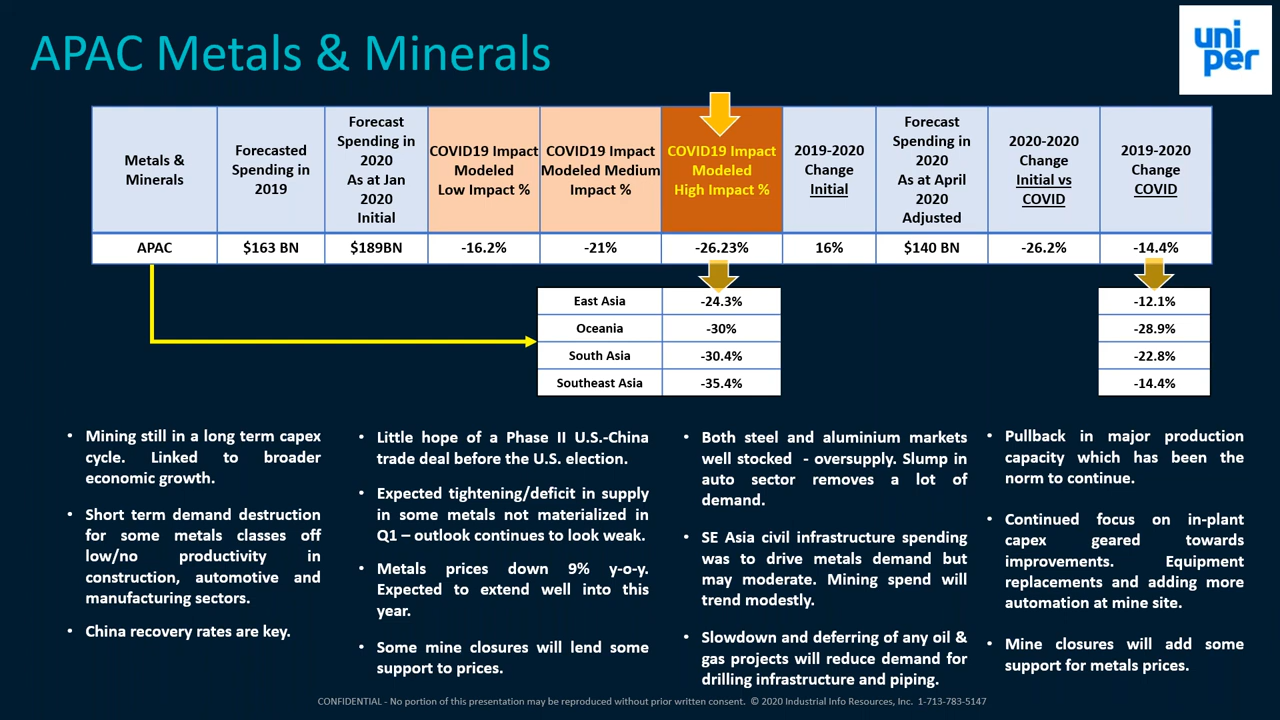 APAC Metals & Minerals
uni
per
Metals &
Minerals
Forecasted
Spending in
2019
Forecast
Spending in
2020
As at Jan
2020
Initial
COVID19 Impact
Modeled
Low Impact %
COVID19 Impact
Modeled Medium
Impact %
COVID19 Impact
Modeled
High Impact %
2019-2020
Change
Initial
Forecast
Spending in
2020
As at April
2020
Adjusted
2020-2020
Change
Initial vs
COVID
2019-2020
Change
COVID
APAC $163 BN $189BN -16.2% -21% -26.23% 16% $140 BN -26.2% -14.4%
East Asia -24.3% -12.1%
Oceania -30% -28.9%
South Asia -30.4% -22.8%
Southeast Asia -35.4% -14.4%
• Mining still in a long term capex
cycle. Linked to broader
economic growth.
• Short term demand destruction
for some metals classes off
low/no productivity in
construction, automotive and
manufacturing sectors.
• China recovery rates are key.
• Little hope of a Phase II U.S.-China
trade deal before the U.S. election.
• Expected tightening/deficit in supply
in some metals not materialized in
Q1 – outlook continues to look weak.
• Metals prices down 9% y-o-y.
Expected to extend well into this
year.
• Some mine closures will lend some
support to prices.
• Both steel and aluminium markets
well stocked - oversupply. Slump in
auto sector removes a lot of
demand.
• SE Asia civil infrastructure spending
was to drive metals demand but
may moderate. Mining spend will
trend modestly.
• Slowdown and deferring of any oil &
gas projects will reduce demand for
drilling infrastructure and piping.
• Pullback in major production
capacity which has been the
norm to continue.
• Continued focus on in-plant
capex geared towards
improvements. Equipment
replacements and adding more
automation at mine site.
• Mine closures will add some
support for metals prices.
CONFIDENTIAL - No portion of this presentation may be reproduced without prior written consent. © 2020 Industrial Info Resources, Inc. 1-713-783-5147